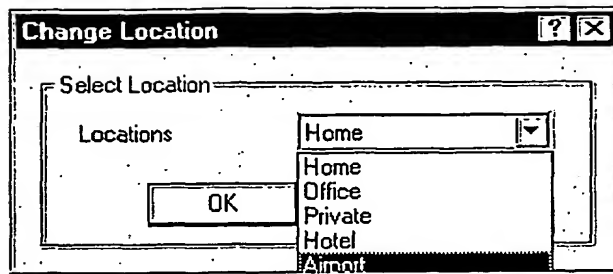 Change Location ? X
Select Location
Locations Home
Home
Office
OK Private
Hotel
Airport